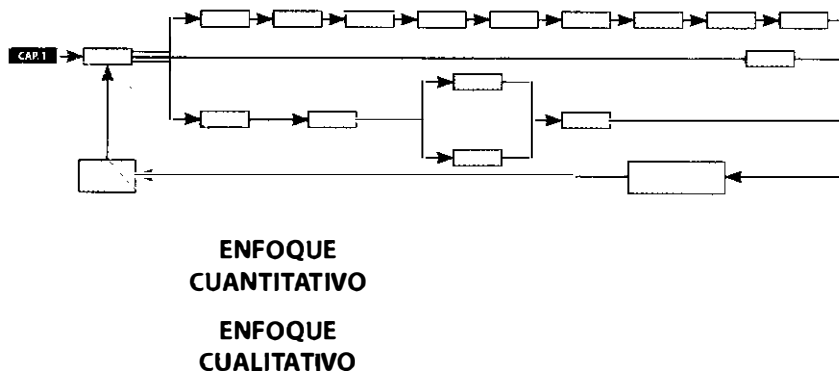 CAP. 1
ENFOQUE
CUANTITATIVO
ENFOQUE
CUALITATIVO